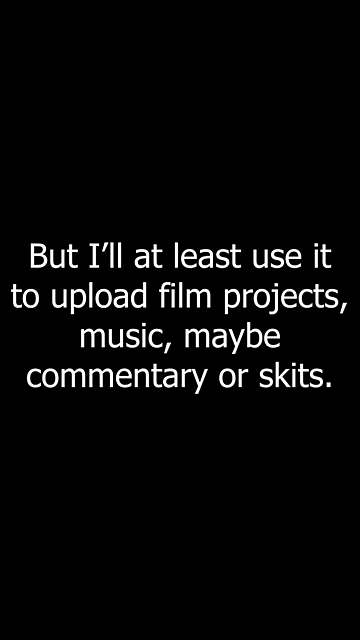 But I’ll at least use it
to upload film projects,
music, maybe
commentary or skits.